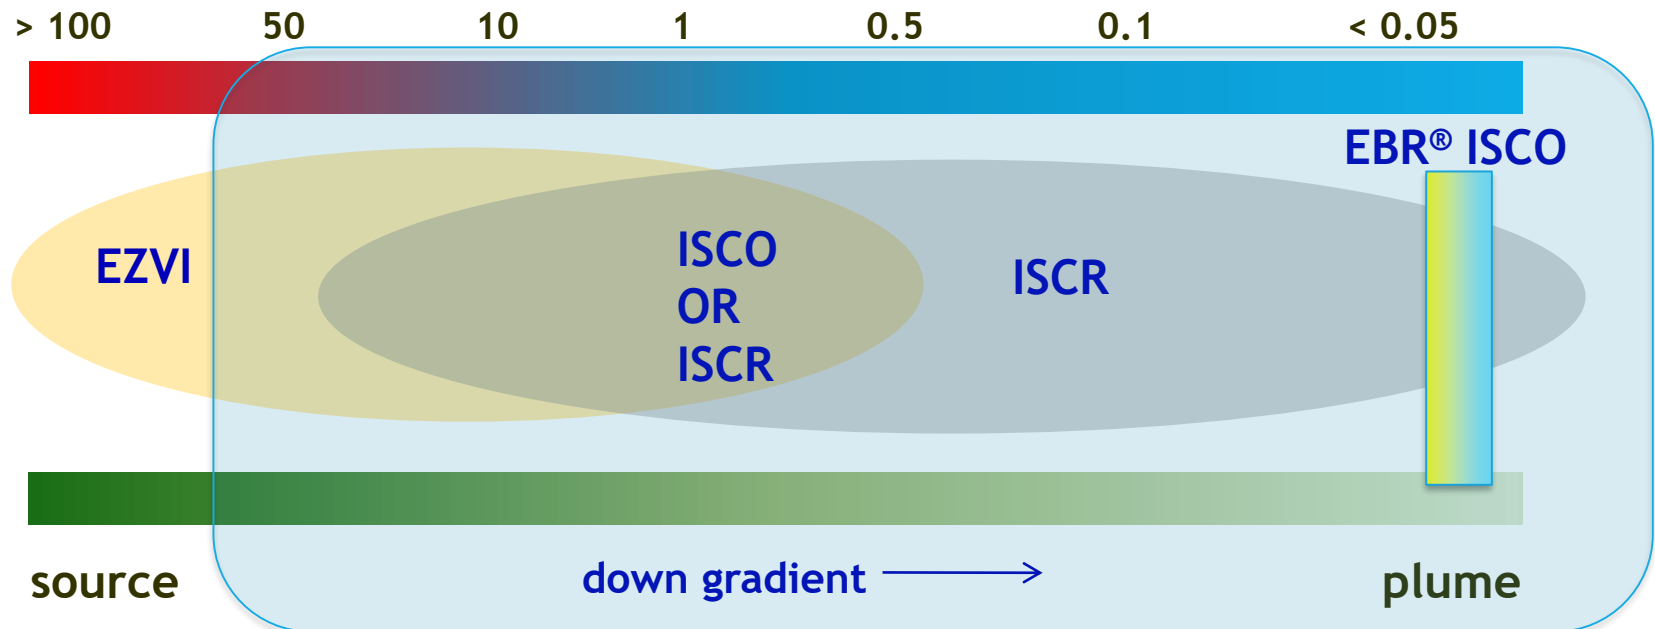 > 100 50 10 1 0.5 0.1 < 0.05
EBR® ISCO
EZVI
ISCO
OR
ISCR
ISCR
source down gradient plume